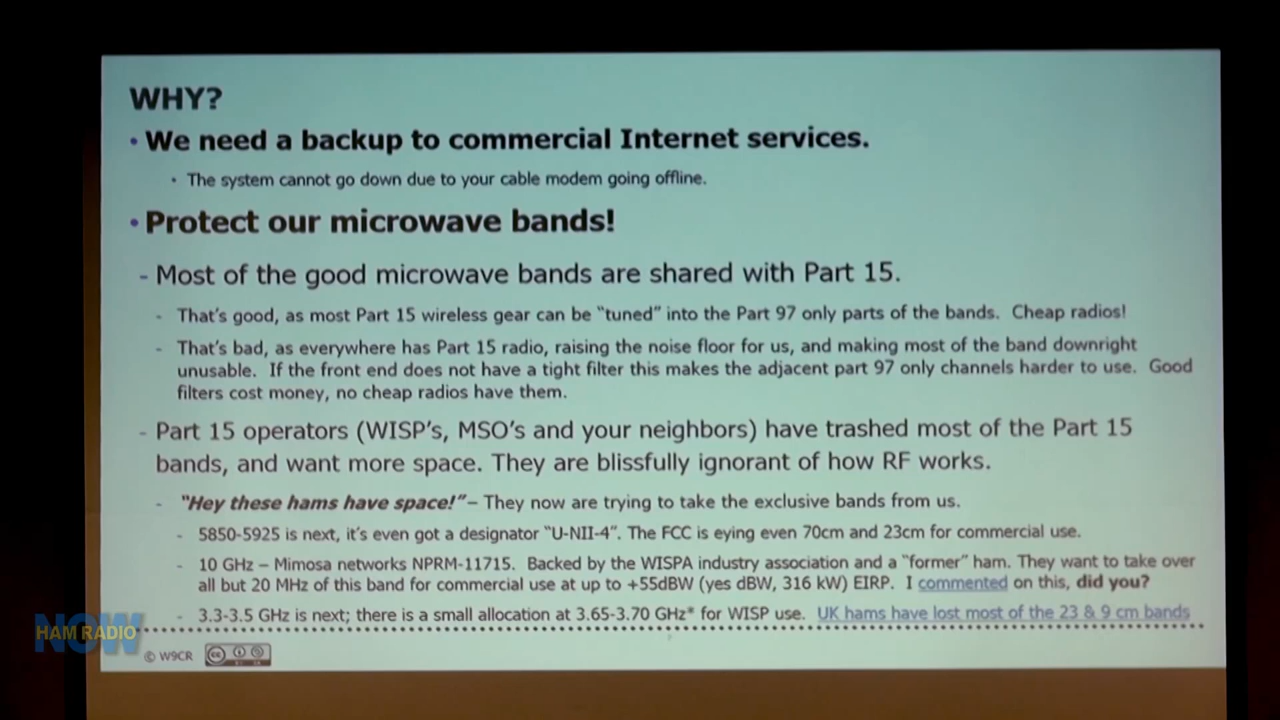 WHY?
• We need a backup to commercial Internet services.
• The system cannot go down due to your cable modem going offline.
• Protect our microwave bands!
- Most of the good microwave bands are shared with Part 15.
- That's good, as most Part 15 wireless gear can be “tuned” into the Part 97 only parts of the bands. Cheap radios!
- That's bad, as everywhere has Part 15 radio, raising the noise floor for us, and making most of the band downright
unusable. If the front end does not have a tight filter this makes the adjacent part 97 only channels harder to use. Good
filters cost money, no cheap radios have them.
- Part 15 operators (WISP's, MSO's and your neighbors) have trashed most of the Part 15
bands, and want more space. They are blissfully ignorant of how RF works.
- “Hey these hams have space!”– They now are trying to take the exclusive bands from us.
- 5850-5925 is next, it's even got a designator “U-NII-4”. The FCC is eying even 70cm and 23cm for commercial use.
- 10 GHz – Mimosa networks NPRM-11715. Backed by the WISPA industry association and a “former” ham. They want to take over
all but 20 MHz of this band for commercial use at up to +55dBW (yes dBW, 316 kW) EIRP. I commented on this, did you?
- 3.3-3.5 GHz is next; there is a small allocation at 3.65-3.70 GHz* for WISP use. UK hams have lost most of the 23 & 9 cm bands
NOW
HAM RADIO
© W9CR
cc